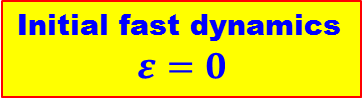 Initial fast dynamics
𝜺 = 𝟎